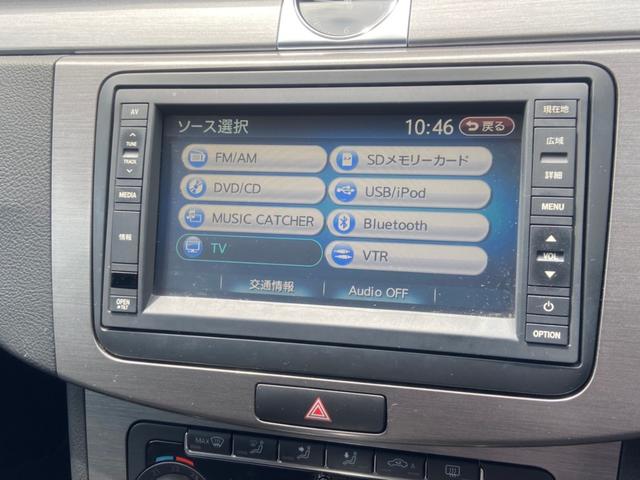 AV
TUNE
TRACK
MEDIA
情報
OPEN
TILT
ソース選択
10:46
戻る
FM/AM
SDメモリーカード
DVD/CD
USB/iPod
MUSIC CATCHER
Bluetooth
TV
VTR
交通情報
Audio OFF
現在地
広域
詳細
MENU
VOL
OPTION
MAX